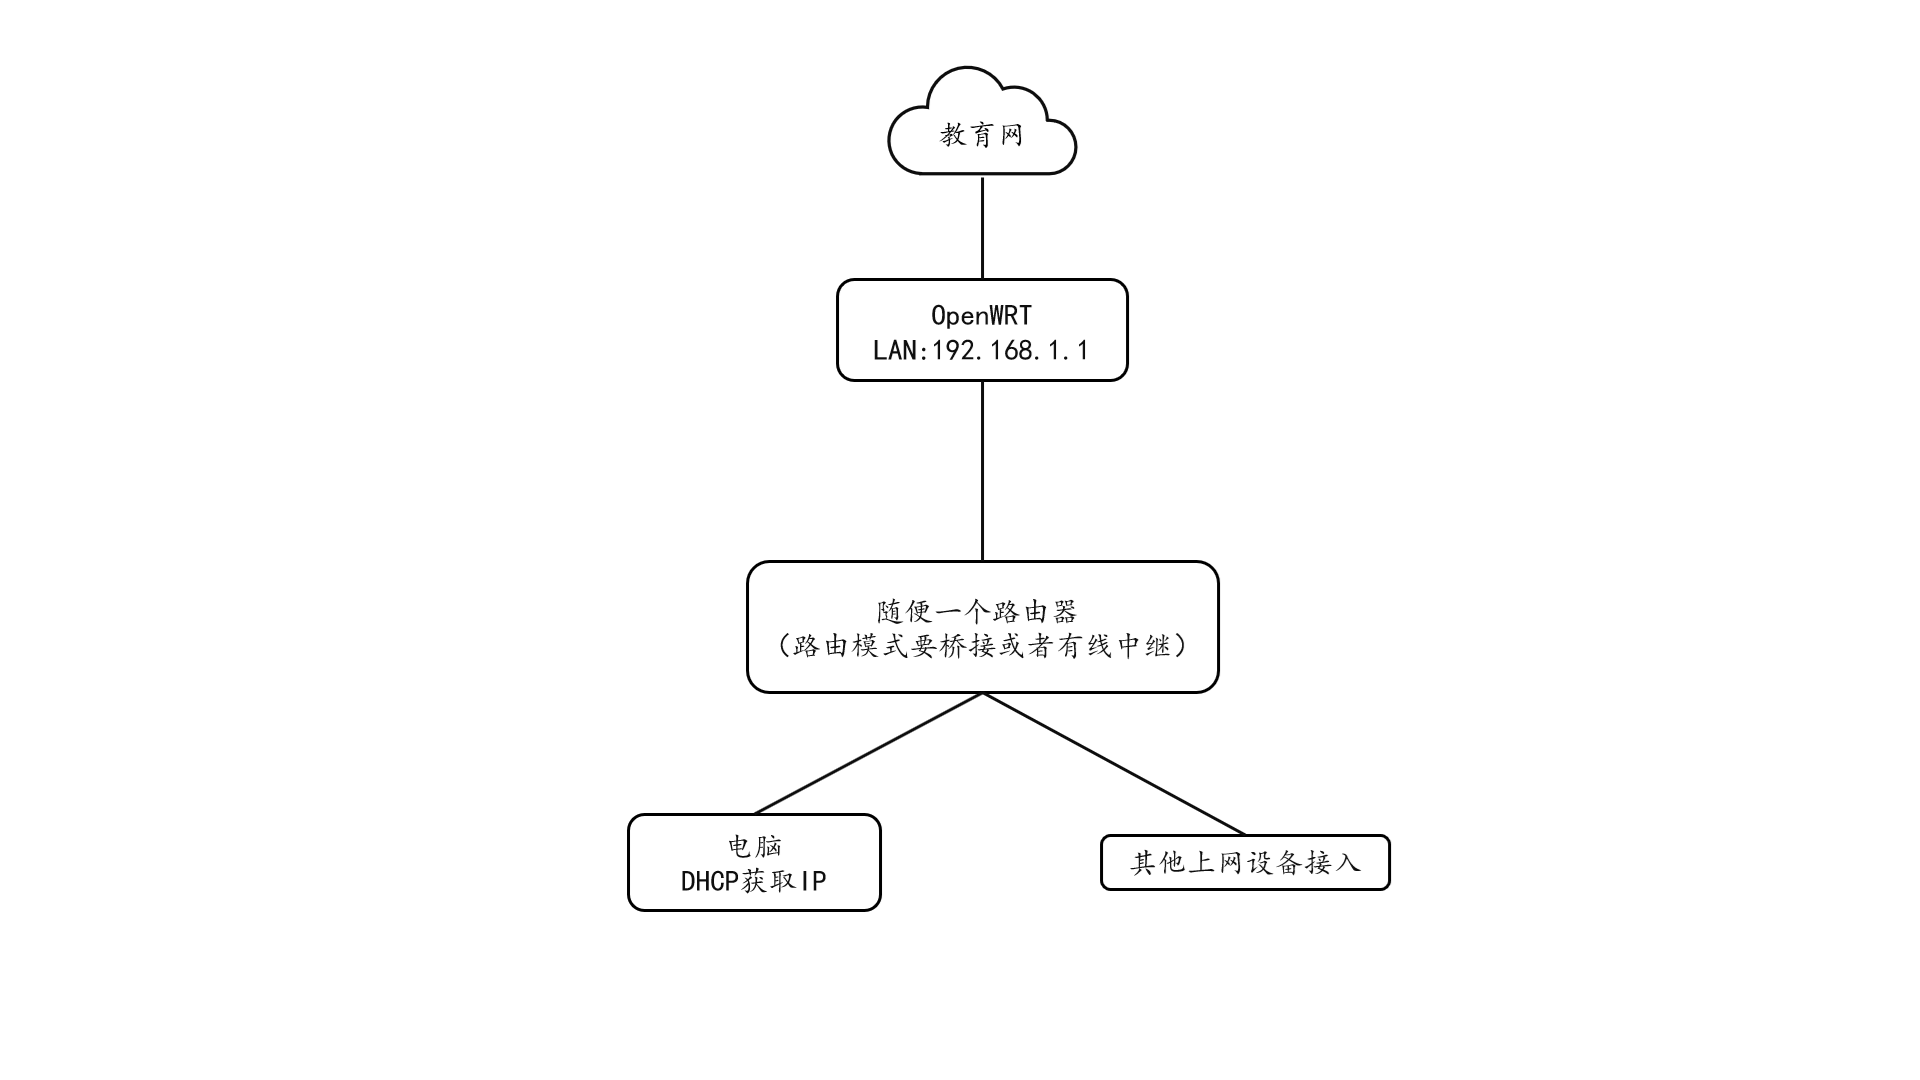 教育网
OpenWRT
LAN:192.168.1.1
随便一个路由器
（路由模式要桥接或者有线中继）
电脑
DHCP获取IP
其他上网设备接入